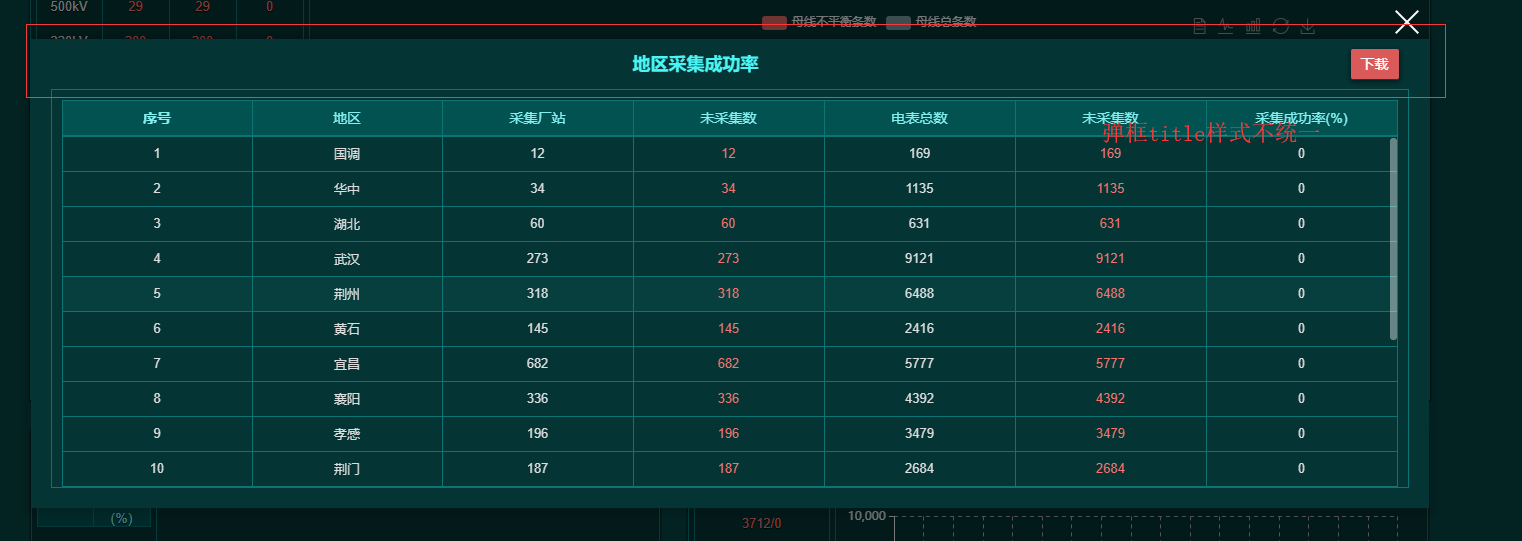 500kV 29 29 0
220kV 200 200 0
母线不平衡条数 母线总条数
地区采集成功率
下载
序号 地区 采集厂站 未采集数 电表总数 未采集数 采集成功率(%)
弹框title样式不统一
1 国调 12 12 169 169 0
2 华中 34 34 1135 1135 0
3 湖北 60 60 631 631 0
4 武汉 273 273 9121 9121 0
5 荆州 318 318 6488 6488 0
6 黄石 145 145 2416 2416 0
7 宜昌 682 682 5777 5777 0
8 襄阳 336 336 4392 4392 0
9 孝感 196 196 3479 3479 0
10 荆门 187 187 2684 2684 0
(%)
3712/0
10,000